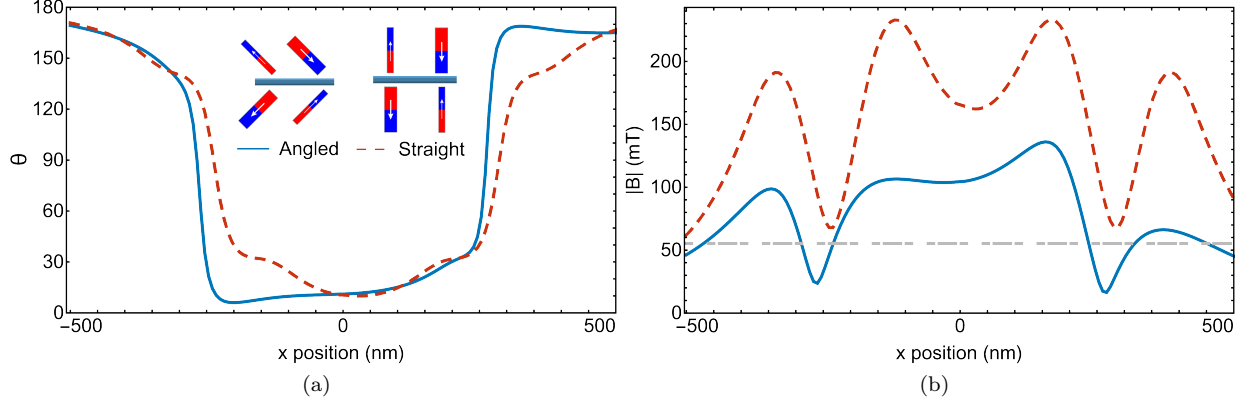 180
150
120
90
60
30
0
θ
−500
0
500
x position (nm)
Angled
Straight
(a)
200
150
100
50
0
|B| (mT)
−500
0
500
x position (nm)
(b)